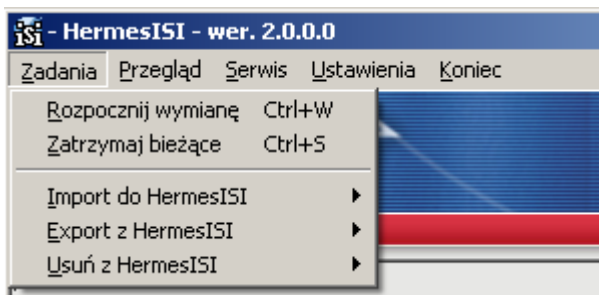 isi - HermesISI - wer. 2.0.0.0
Zadania Przegląd Serwis Ustawienia Koniec
Rozpocznij wymianę Ctrl+W
Zatrzymaj bieżące Ctrl+S
Import do HermesISI
Export z HermesISI
Usuń z HermesISI